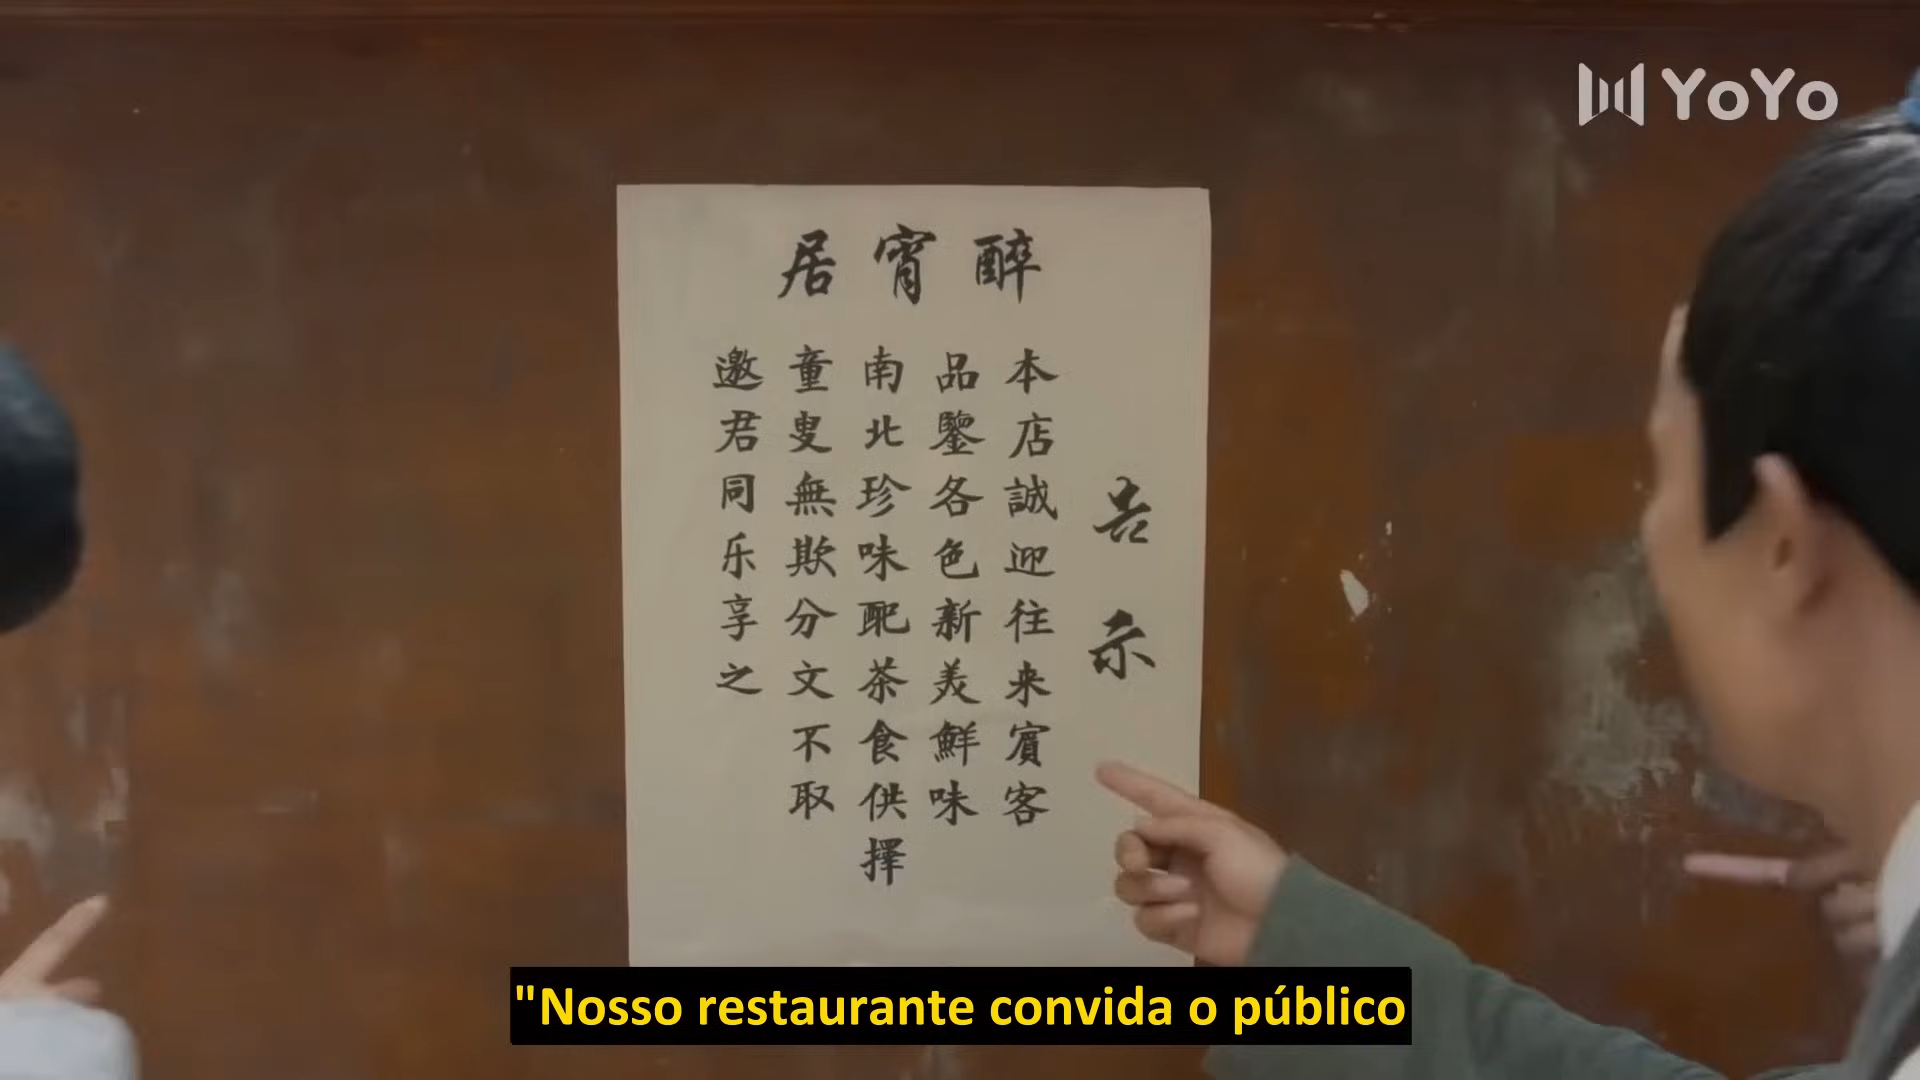 YoYo
醉宵居
告示
本店誠迎往来賓客
品鑒各色新美鮮味
南北珍味配茶食供擇
童叟無欺分文不取
邀君同乐享之
"Nosso restaurante convida o público